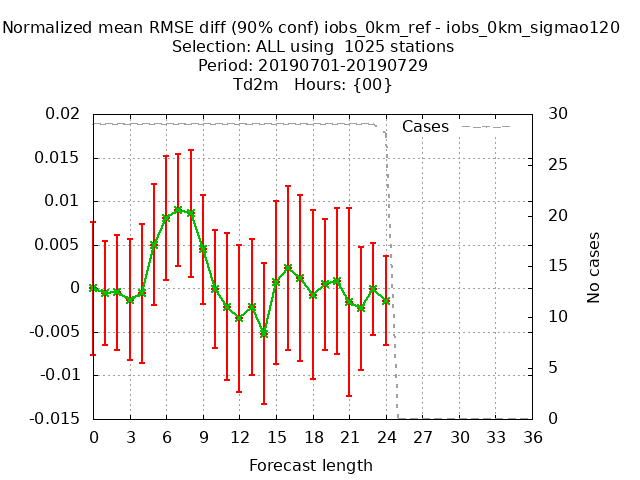 Normalized mean RMSE diff (90% conf) iobs_0km_ref - iobs_0km_sigmao120
Selection: ALL using  1025 stations
Period: 20190701-20190729
Td2m   Hours: {00}
0.02
0.015
0.01
0.005
0
-0.005
-0.01
-0.015
Cases
30
25
20
15
10
5
0
No cases
0 3 6 9 12 15 18 21 24 27 30 33 36
Forecast length